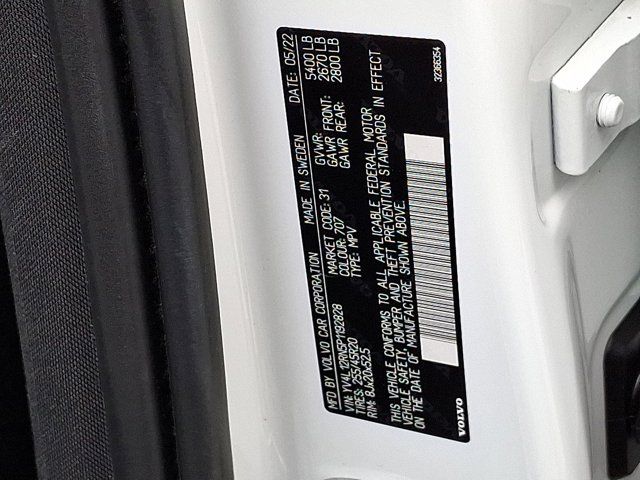 MFD BY VOLVO CAR CORPORATION MADE IN SWEDEN DATE: 05/22
VIN: YV4L12RN5P1192828 MARKET CODE: 31 GVWR: 5400 LB
TIRES: 255/45R20 COLOUR: 707 GAWR FRONT: 2670 LB
RIM: 8Jx20x52.5 TYPE: MPV GAWR REAR: 2800 LB
THIS VEHICLE CONFORMS TO ALL APPLICABLE FEDERAL MOTOR
VEHICLE SAFETY, BUMPER AND THEFT PREVENTION STANDARDS IN EFFECT
ON THE DATE OF MANUFACTURE SHOWN ABOVE.
VOLVO
32366354